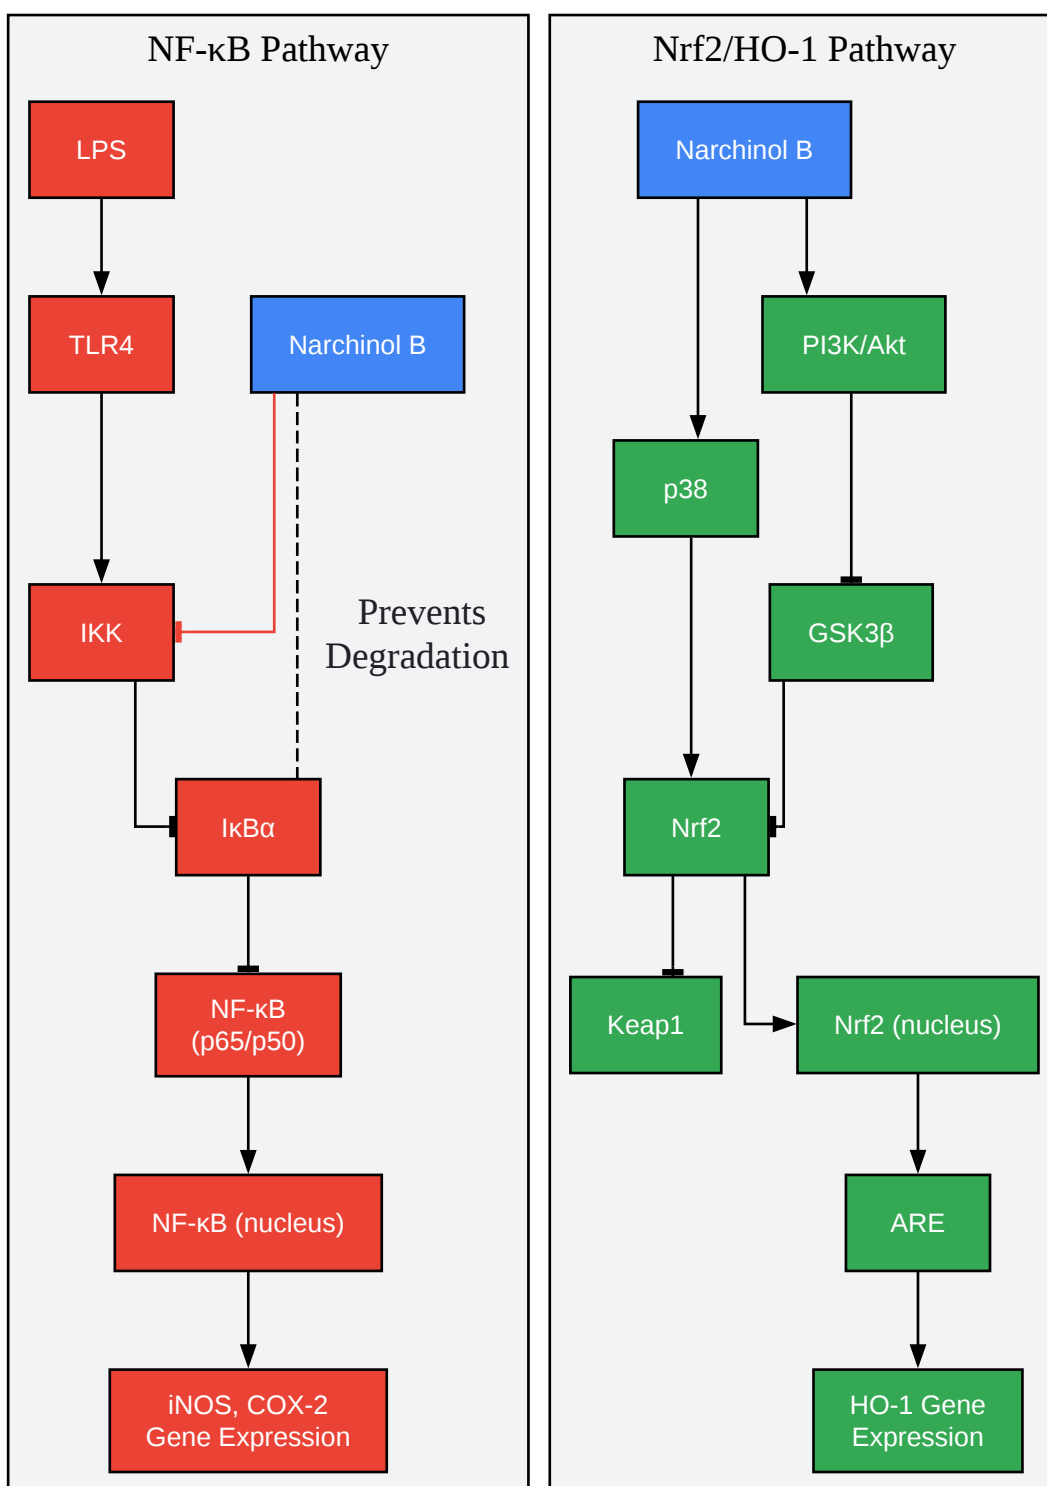 NF-κB Pathway
LPS
TLR4
Narchinol B
IKK
Prevents
Degradation
IκBα
NF-κB
(p65/p50)
NF-κB (nucleus)
iNOS, COX-2
Gene Expression
Nrf2/HO-1 Pathway
Narchinol B
PI3K/Akt
p38
GSK3β
Nrf2
Keap1
Nrf2 (nucleus)
ARE
HO-1 Gene
Expression